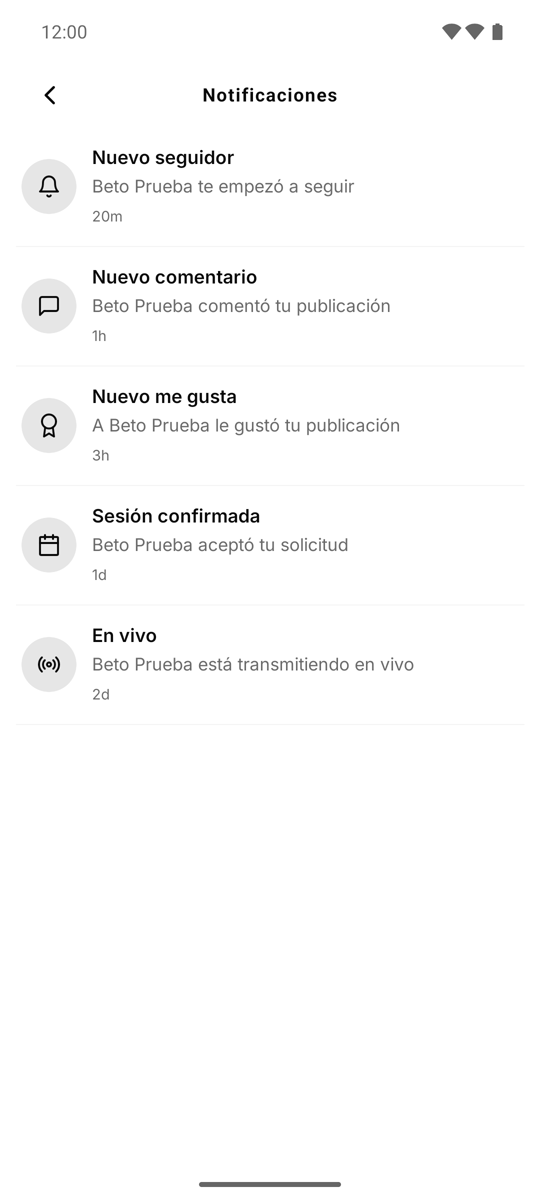 12:00
Notificaciones
Nuevo seguidor
Beto Prueba te empezó a seguir
20m
Nuevo comentario
Beto Prueba comentó tu publicación
1h
Nuevo me gusta
A Beto Prueba le gustó tu publicación
3h
Sesión confirmada
Beto Prueba aceptó tu solicitud
1d
En vivo
Beto Prueba está transmitiendo en vivo
2d